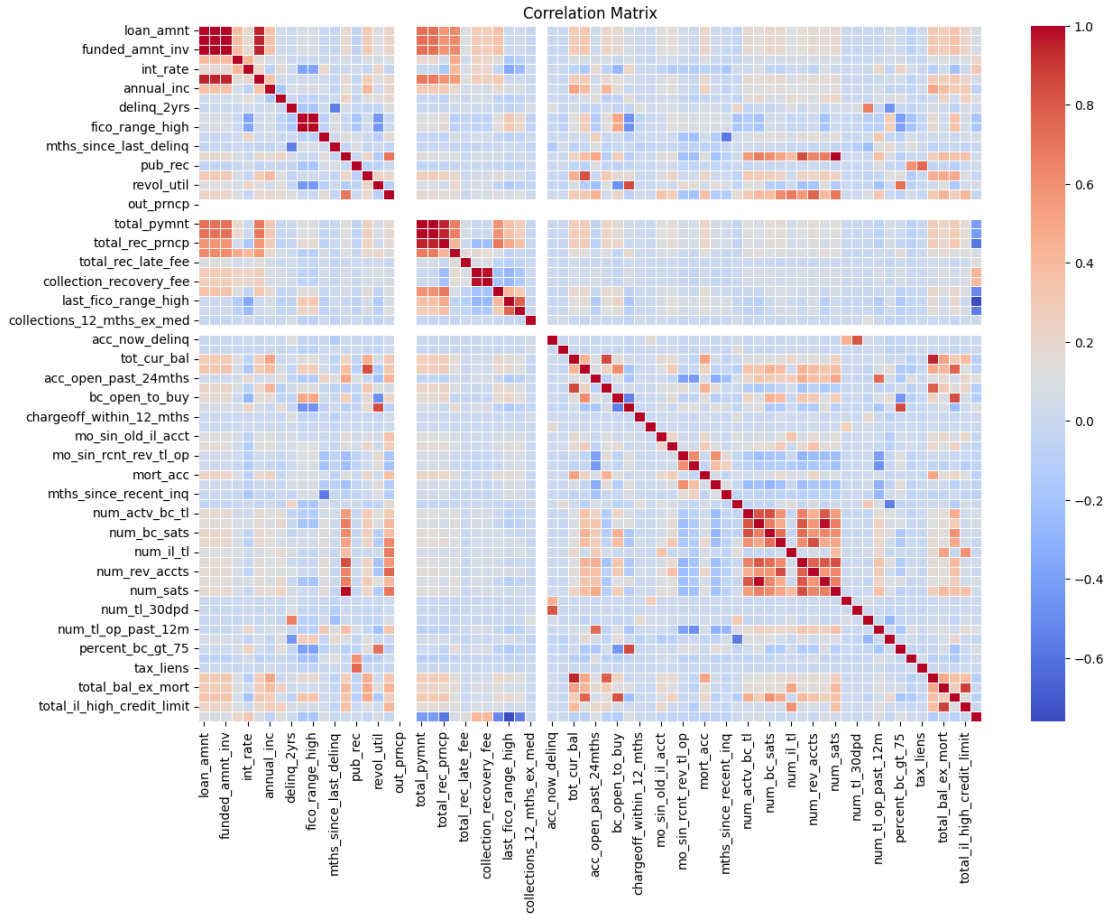 Correlation Matrix
loan_amnt
funded_amnt_inv
int_rate
annual_inc
delinq_2yrs
fico_range_high
mths_since_last_delinq
pub_rec
revol_util
out_prncp
total_pymnt
total_rec_prncp
total_rec_late_fee
collection_recovery_fee
last_fico_range_high
collections_12_mths_ex_med
acc_now_delinq
tot_cur_bal
acc_open_past_24mths
bc_open_to_buy
chargeoff_within_12_mths
mo_sin_old_il_acct
mo_sin_rcnt_rev_tl_op
mort_acc
mths_since_recent_inq
num_actv_bc_tl
num_bc_sats
num_il_tl
num_rev_accts
num_sats
num_tl_30dpd
num_tl_op_past_12m
percent_bc_gt_75
tax_liens
total_bal_ex_mort
total_il_high_credit_limit
loan_amnt
funded_amnt_inv
int_rate
annual_inc
delinq_2yrs
fico_range_high
mths_since_last_delinq
pub_rec
revol_util
out_prncp
total_pymnt
total_rec_prncp
total_rec_late_fee
collection_recovery_fee
last_fico_range_high
collections_12_mths_ex_med
acc_now_delinq
tot_cur_bal
acc_open_past_24mths
bc_open_to_buy
chargeoff_within_12_mths
mo_sin_old_il_acct
mo_sin_rcnt_rev_tl_op
mort_acc
mths_since_recent_inq
num_actv_bc_tl
num_bc_sats
num_il_tl
num_rev_accts
num_sats
num_tl_30dpd
num_tl_op_past_12m
percent_bc_gt_75
tax_liens
total_bal_ex_mort
total_il_high_credit_limit
1.0
0.8
0.6
0.4
0.2
0.0
−0.2
−0.4
−0.6